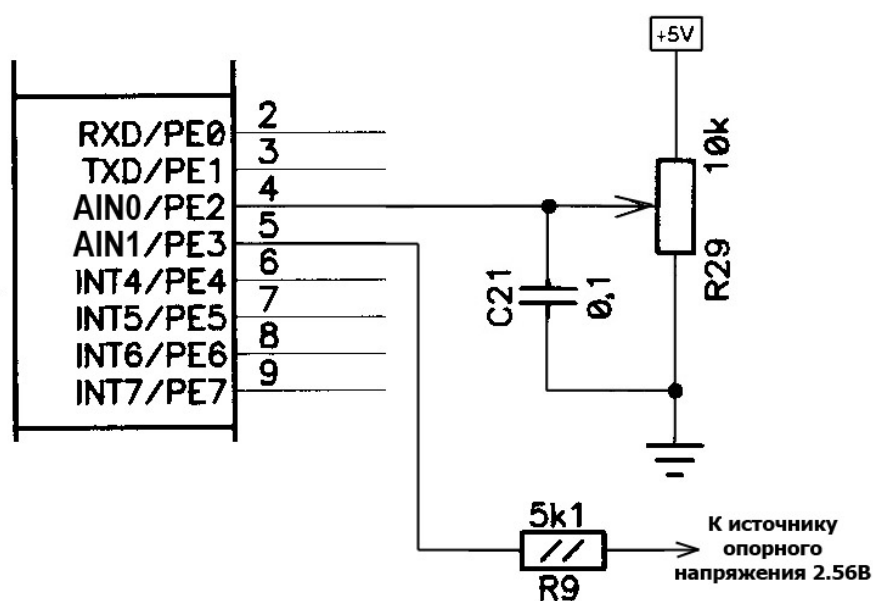 +5V
RXD/PE0 2
TXD/PE1 3
AIN0/PE2 4
AIN1/PE3 5
INT4/PE4 6
INT5/PE5 7
INT6/PE6 8
INT7/PE7 9
10k
R29
C21
0,1
5k1
R9
К источнику
опорного
напряжения 2.56В